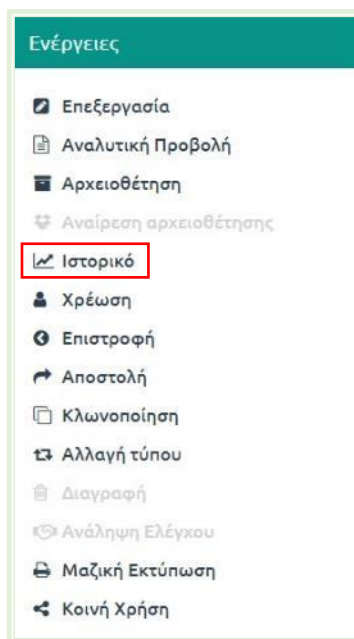 Ενέργειες
Επεξεργασία
Αναλυτική Προβολή
Αρχειοθέτηση
Αναίρεση αρχειοθέτησης
Ιστορικό
Χρέωση
Επιστροφή
Αποστολή
Κλωνοποίηση
Αλλαγή τύπου
Διαγραφή
Ανάληψη Ελέγχου
Μαζική Εκτύπωση
Κοινή Χρήση